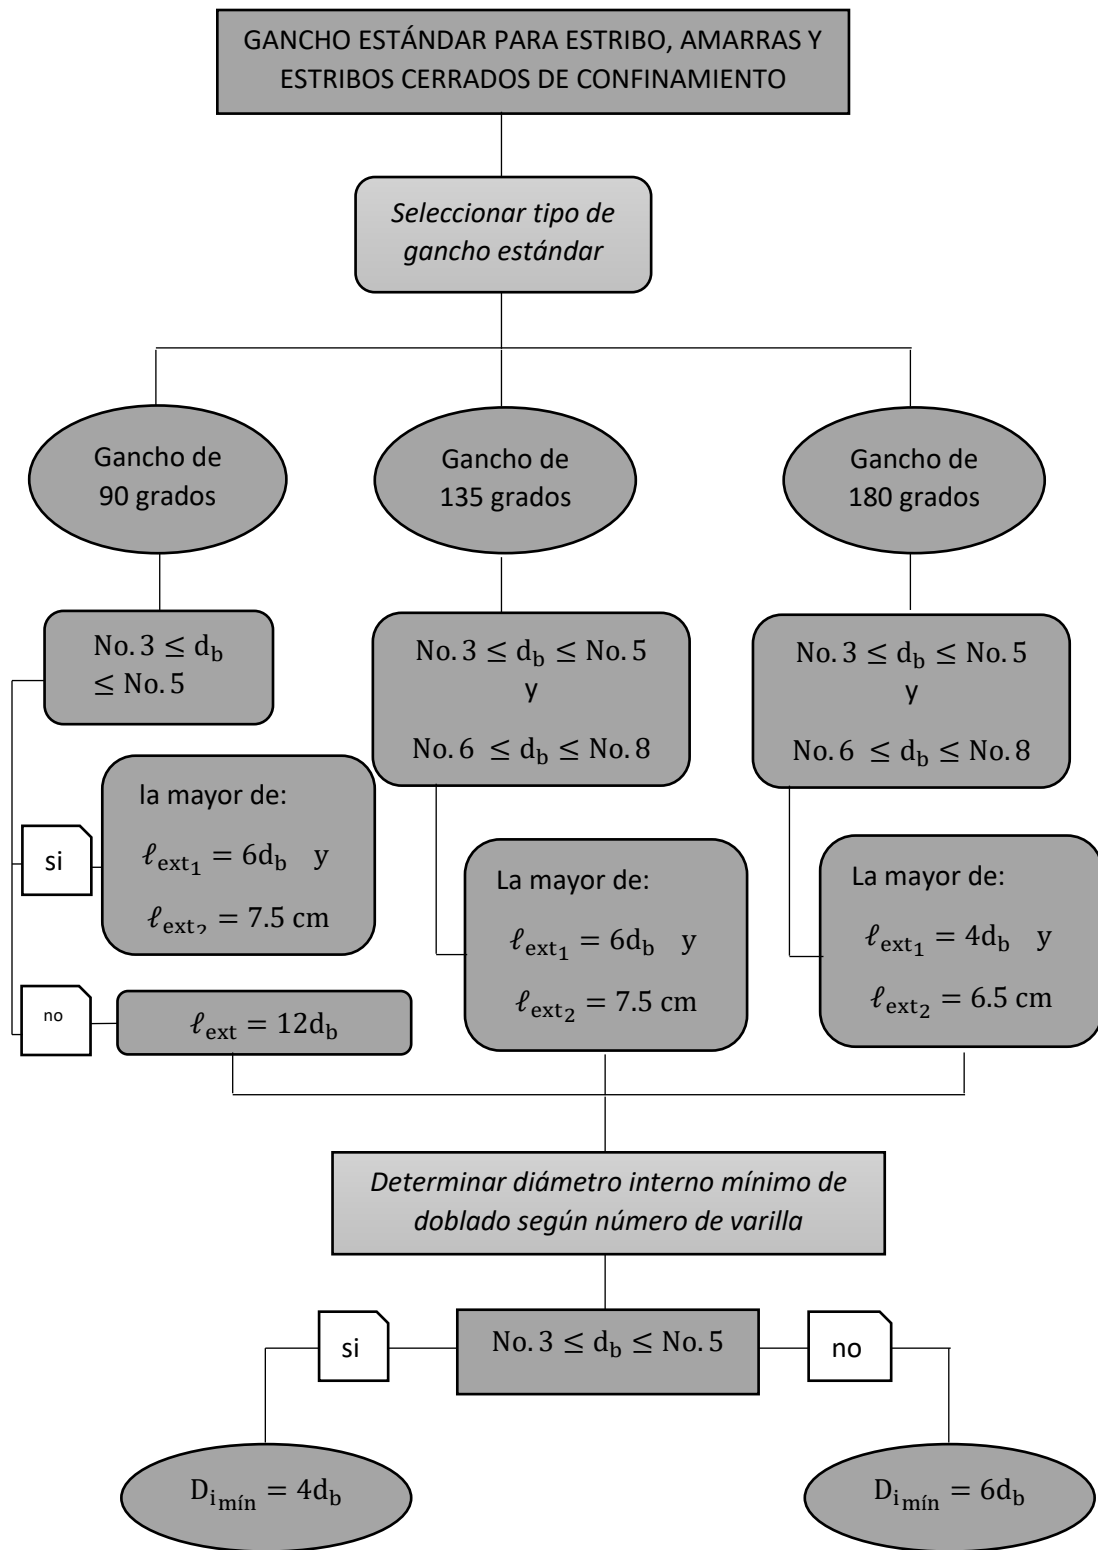 GANCHO ESTÁNDAR PARA ESTRIBO, AMARRAS Y
ESTRIBOS CERRADOS DE CONFINAMIENTO
Seleccionar tipo de
gancho estándar
Gancho de
90 grados
Gancho de
135 grados
Gancho de
180 grados
No. 3 ≤ d_b
≤ No. 5
No. 3 ≤ d_b ≤ No. 5
y
No. 6 ≤ d_b ≤ No. 8
No. 3 ≤ d_b ≤ No. 5
y
No. 6 ≤ d_b ≤ No. 8
si
la mayor de:
ℓ_ext₁ = 6d_b y
ℓ_ext₂ = 7.5 cm
no
ℓ_ext = 12d_b
La mayor de:
ℓ_ext₁ = 6d_b y
ℓ_ext₂ = 7.5 cm
La mayor de:
ℓ_ext₁ = 4d_b y
ℓ_ext₂ = 6.5 cm
Determinar diámetro interno mínimo de
doblado según número de varilla
si
No. 3 ≤ d_b ≤ No. 5
no
D_i_mín = 4d_b
D_i_mín = 6d_b